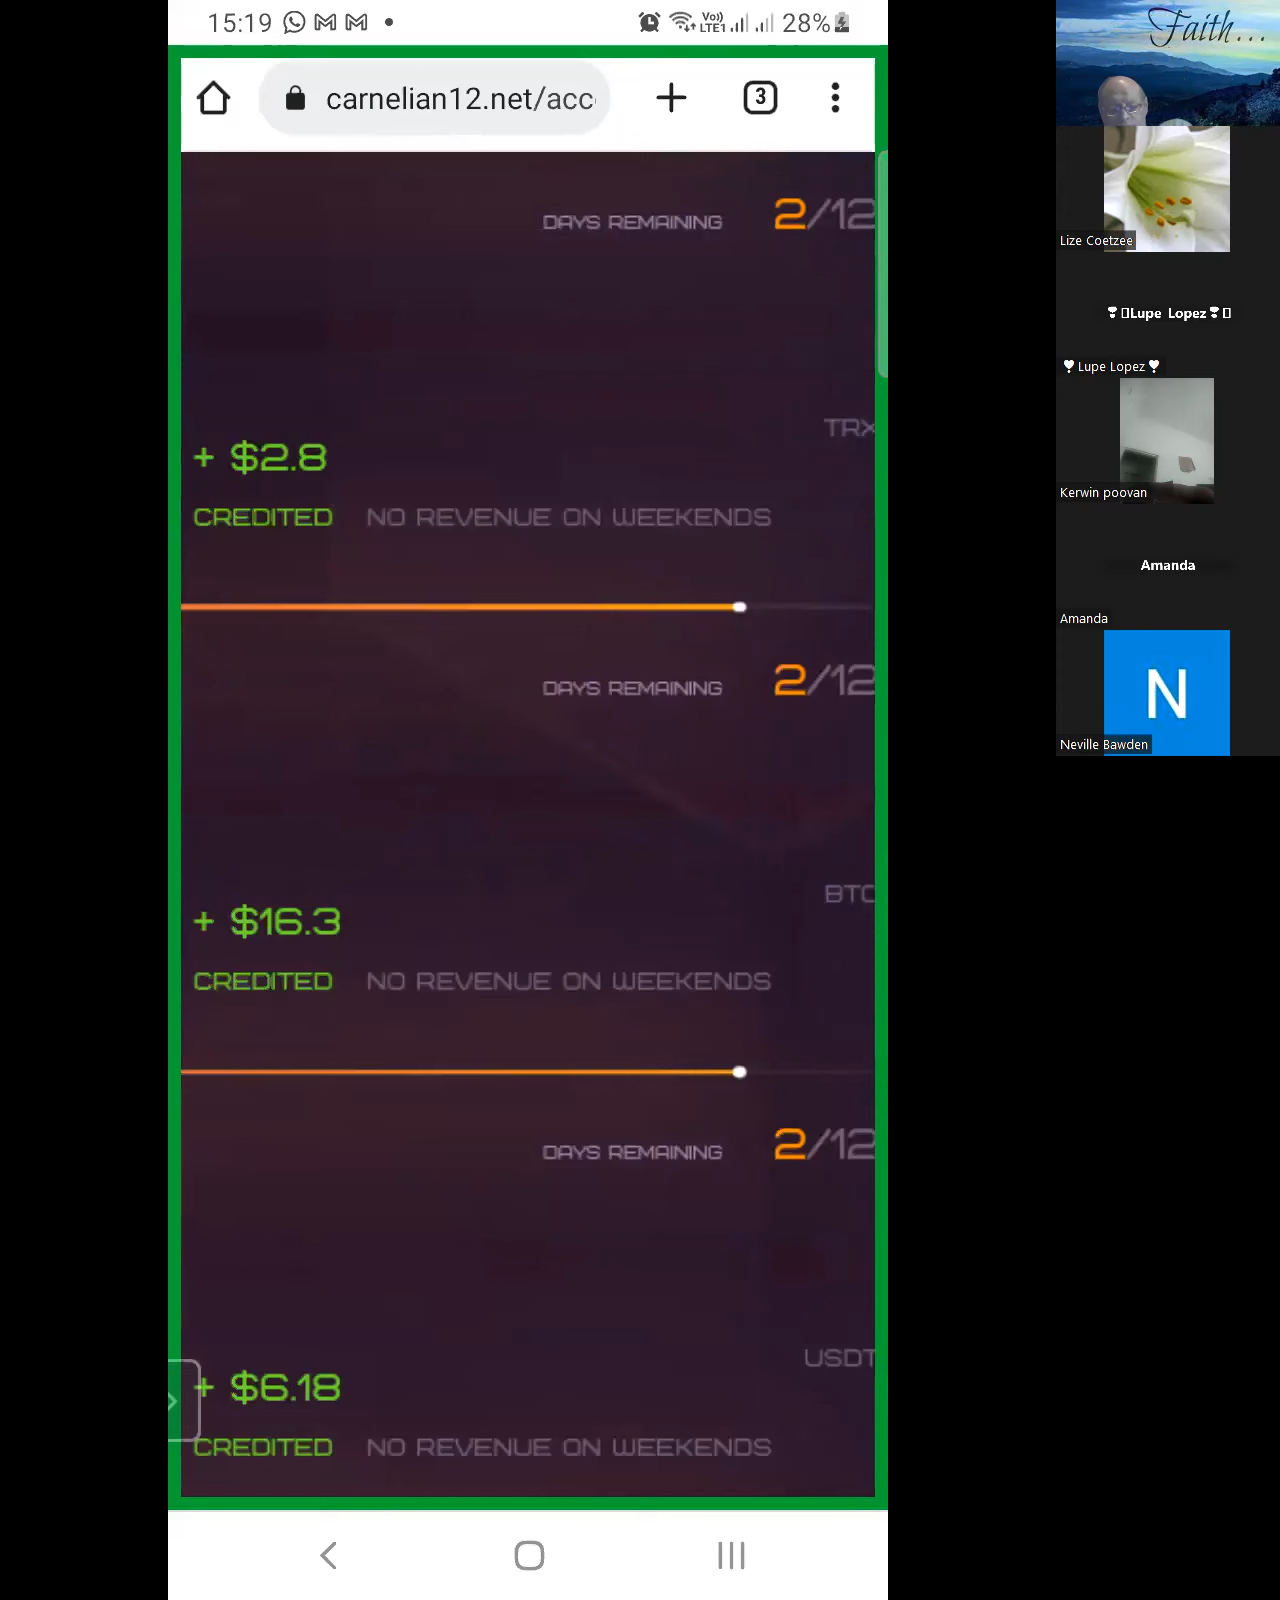 15:19
Vo)) LTE1 28%
carnelian12.net/acc
3
DAYS REMAINING 2/12
TRX
+ $2.8
CREDITED NO REVENUE ON WEEKENDS
DAYS REMAINING 2/12
BTC
+ $16.3
CREDITED NO REVENUE ON WEEKENDS
DAYS REMAINING 2/12
USDT
+ $6.18
CREDITED NO REVENUE ON WEEKENDS
Faith...
Lize Coetzee
❣Lupe Lopez❣
♥ Lupe Lopez ♥
Kerwin poovan
Amanda
Amanda
N
Neville Bawden